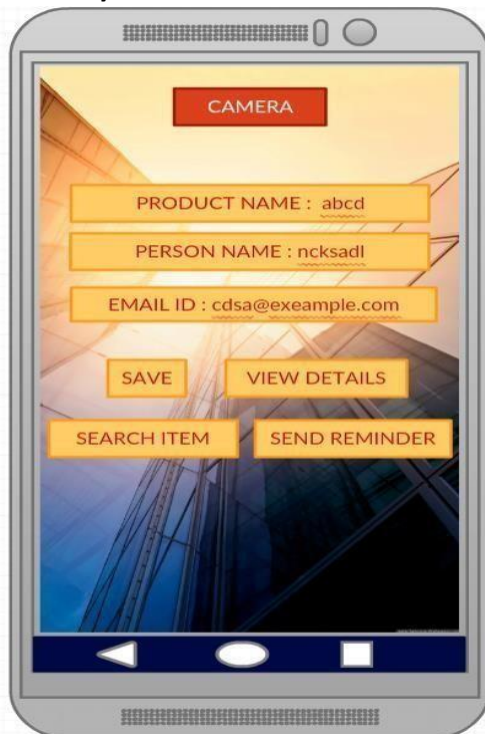 CAMERA
PRODUCT NAME : abcd
PERSON NAME : ncksadl
EMAIL ID : cdsa@exeample.com
SAVE VIEW DETAILS
SEARCH ITEM SEND REMINDER